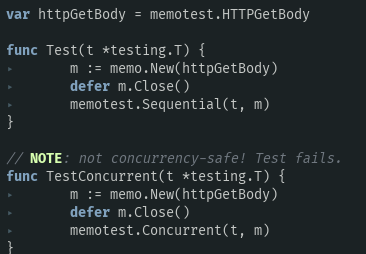 var httpGetBody = memotest.HTTPGetBody

func Test(t *testing.T) {
▸       m := memo.New(httpGetBody)
▸       defer m.Close()
▸       memotest.Sequential(t, m)
}

// NOTE: not concurrency-safe! Test fails.
func TestConcurrent(t *testing.T) {
▸       m := memo.New(httpGetBody)
▸       defer m.Close()
▸       memotest.Concurrent(t, m)
}